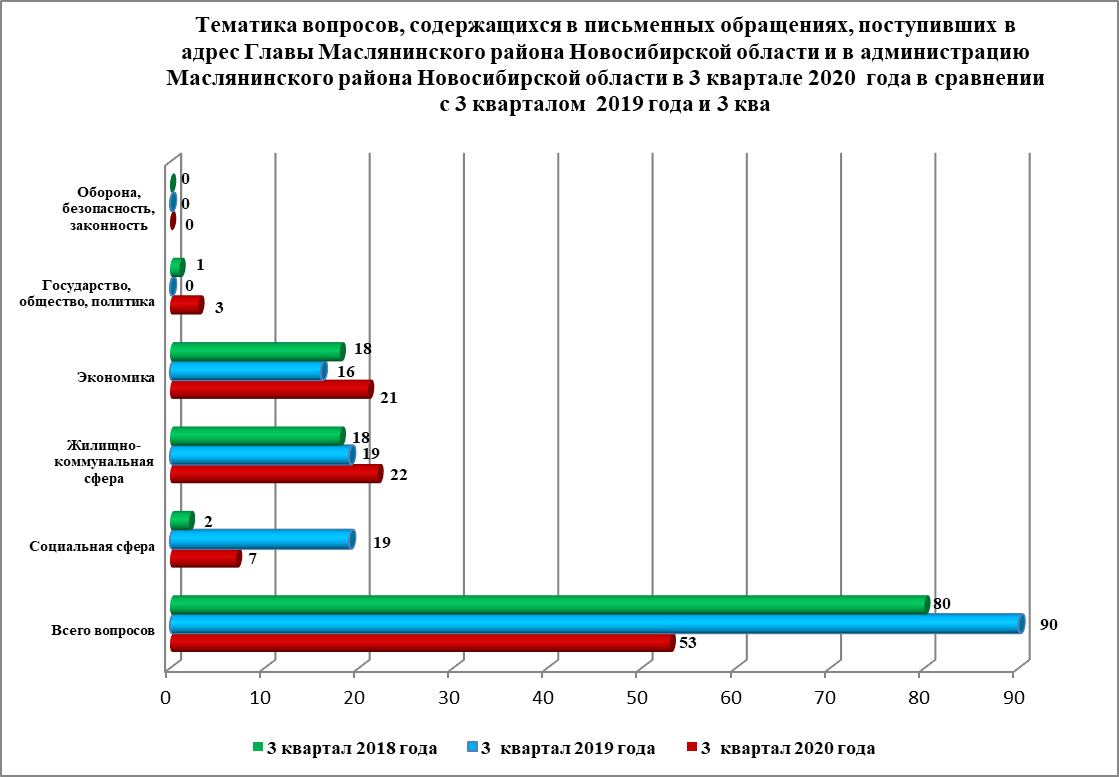 Тематика вопросов, содержащихся в письменных обращениях, поступивших в
адрес Главы Маслянинского района Новосибирской области и в администрацию
Маслянинского района Новосибирской области в 3 квартале 2020 года в сравнении
с 3 кварталом 2019 года и 3 ква
Оборона,
безопасность,
законность
0
0
0
Государство,
общество, политика
1
0
3
Экономика
18
16
21
Жилищно-
коммунальная
сфера
18
19
22
Социальная сфера
2
19
7
Всего вопросов
80
90
53
0 10 20 30 40 50 60 70 80 90
3 квартал 2018 года 3 квартал 2019 года 3 квартал 2020 года